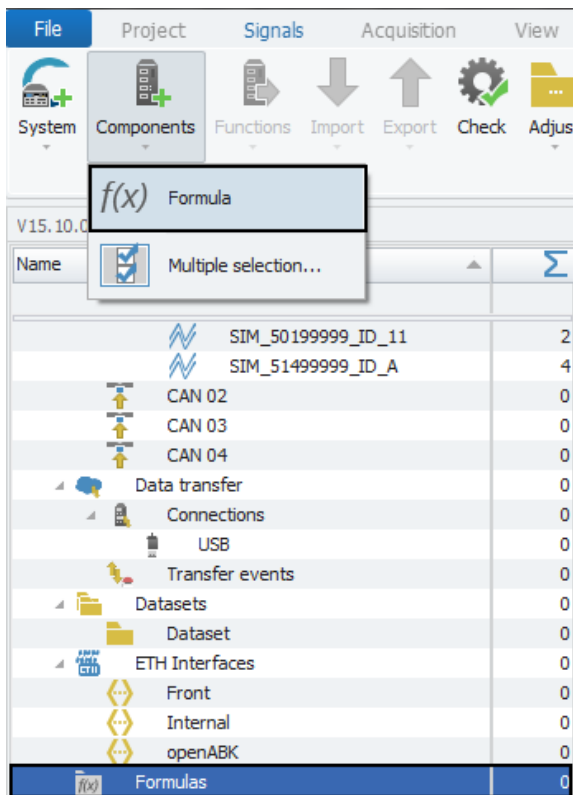 File Project Signals Acquisition View
System Components Functions Import Export Check Adjus
f(x) Formula
V15.10.0
Multiple selection...
Name Σ
SIM_50199999_ID_11 2
SIM_51499999_ID_A 4
CAN 02 0
CAN 03 0
CAN 04 0
Data transfer 0
Connections 0
USB 0
Transfer events 0
Datasets 0
Dataset 0
ETH Interfaces 0
Front 0
Internal 0
openABK 0
f(x) Formulas 0